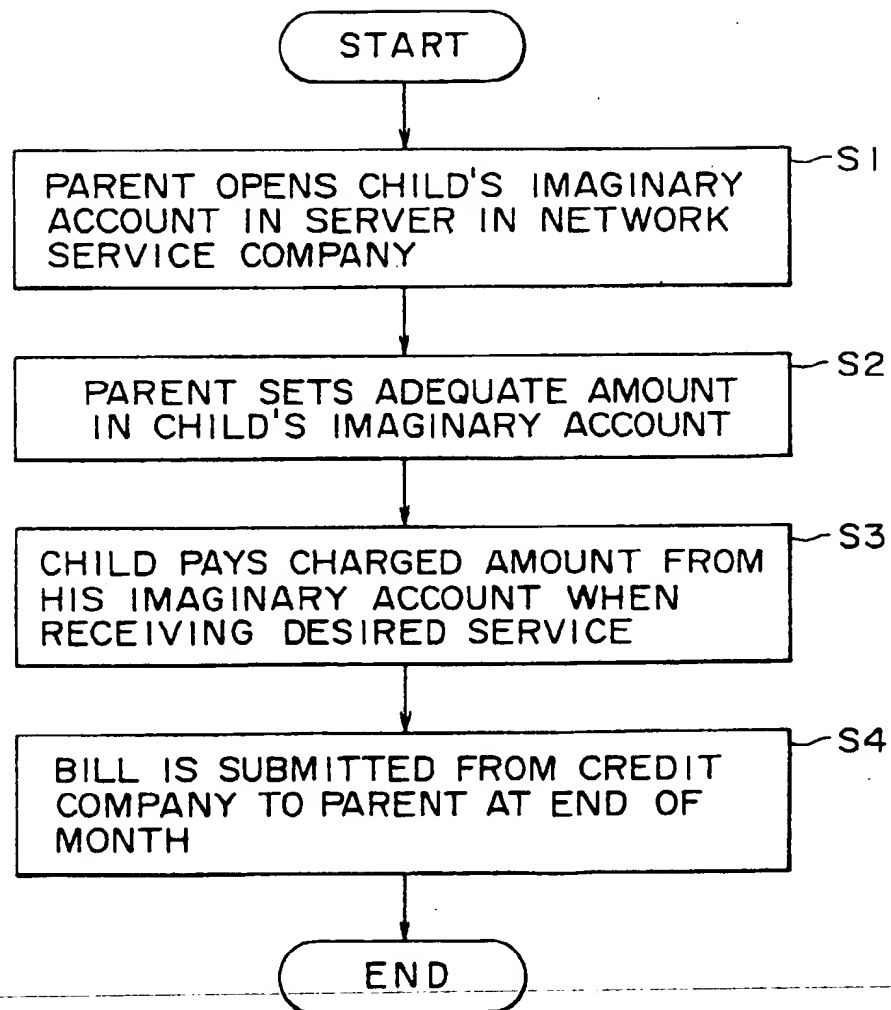 START
S1
PARENT OPENS CHILD'S IMAGINARY
ACCOUNT IN SERVER IN NETWORK
SERVICE COMPANY
S2
PARENT SETS ADEQUATE AMOUNT
IN CHILD'S IMAGINARY ACCOUNT
S3
CHILD PAYS CHARGED AMOUNT FROM
HIS IMAGINARY ACCOUNT WHEN
RECEIVING DESIRED SERVICE
S4
BILL IS SUBMITTED FROM CREDIT
COMPANY TO PARENT AT END OF
MONTH
END